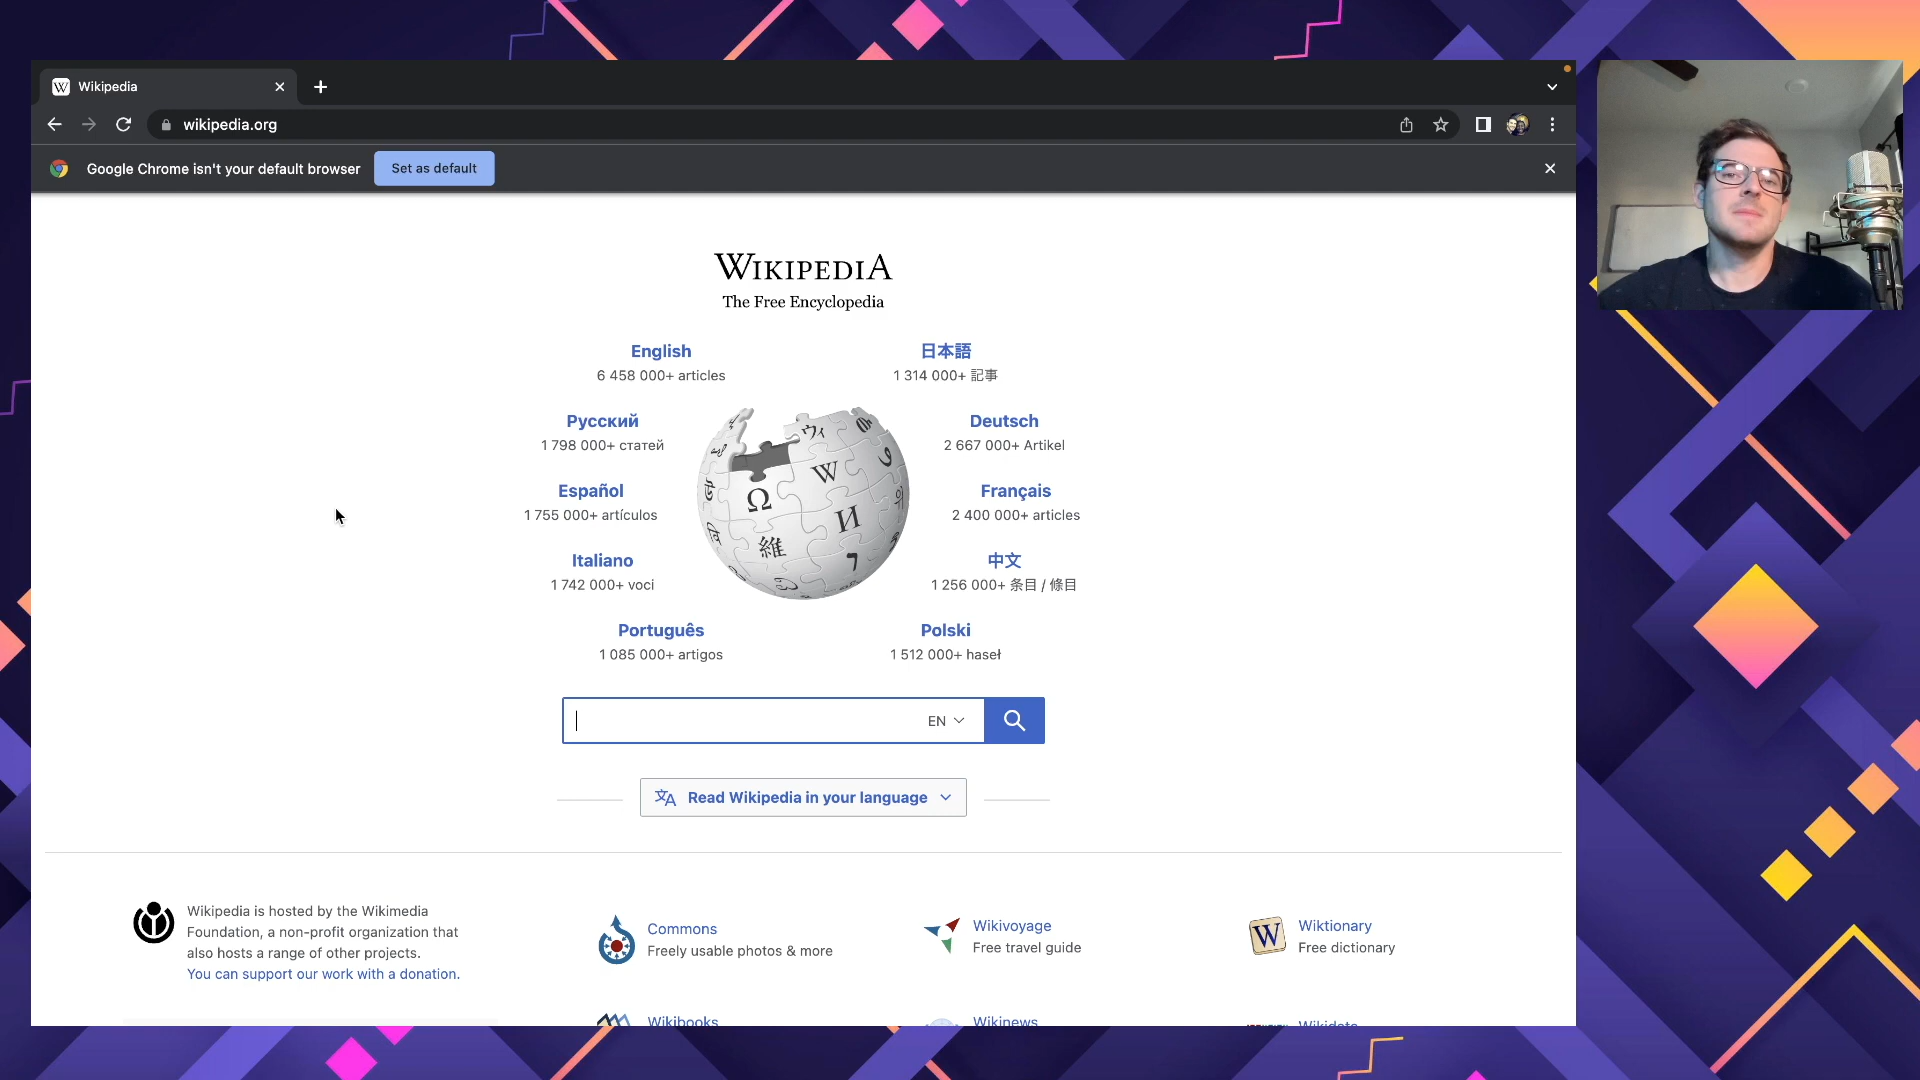 Wikipedia
wikipedia.org
Google Chrome isn't your default browser
Set as default
WIKIPEDIA
The Free Encyclopedia
English
6 458 000+ articles
日本語
1 314 000+ 記事
Русский
1 798 000+ статей
Deutsch
2 667 000+ Artikel
Español
1 755 000+ artículos
Français
2 400 000+ articles
Italiano
1 742 000+ voci
中文
1 256 000+ 条目 / 條目
Português
1 085 000+ artigos
Polski
1 512 000+ haseł
Ω
W
И
維
ウィ
EN
Read Wikipedia in your language
Wikipedia is hosted by the Wikimedia
Foundation, a non-profit organization that
also hosts a range of other projects.
You can support our work with a donation.
Commons
Freely usable photos & more
Wikivoyage
Free travel guide
W
Wiktionary
Free dictionary
Wikibooks
Wikinews
Wikidata